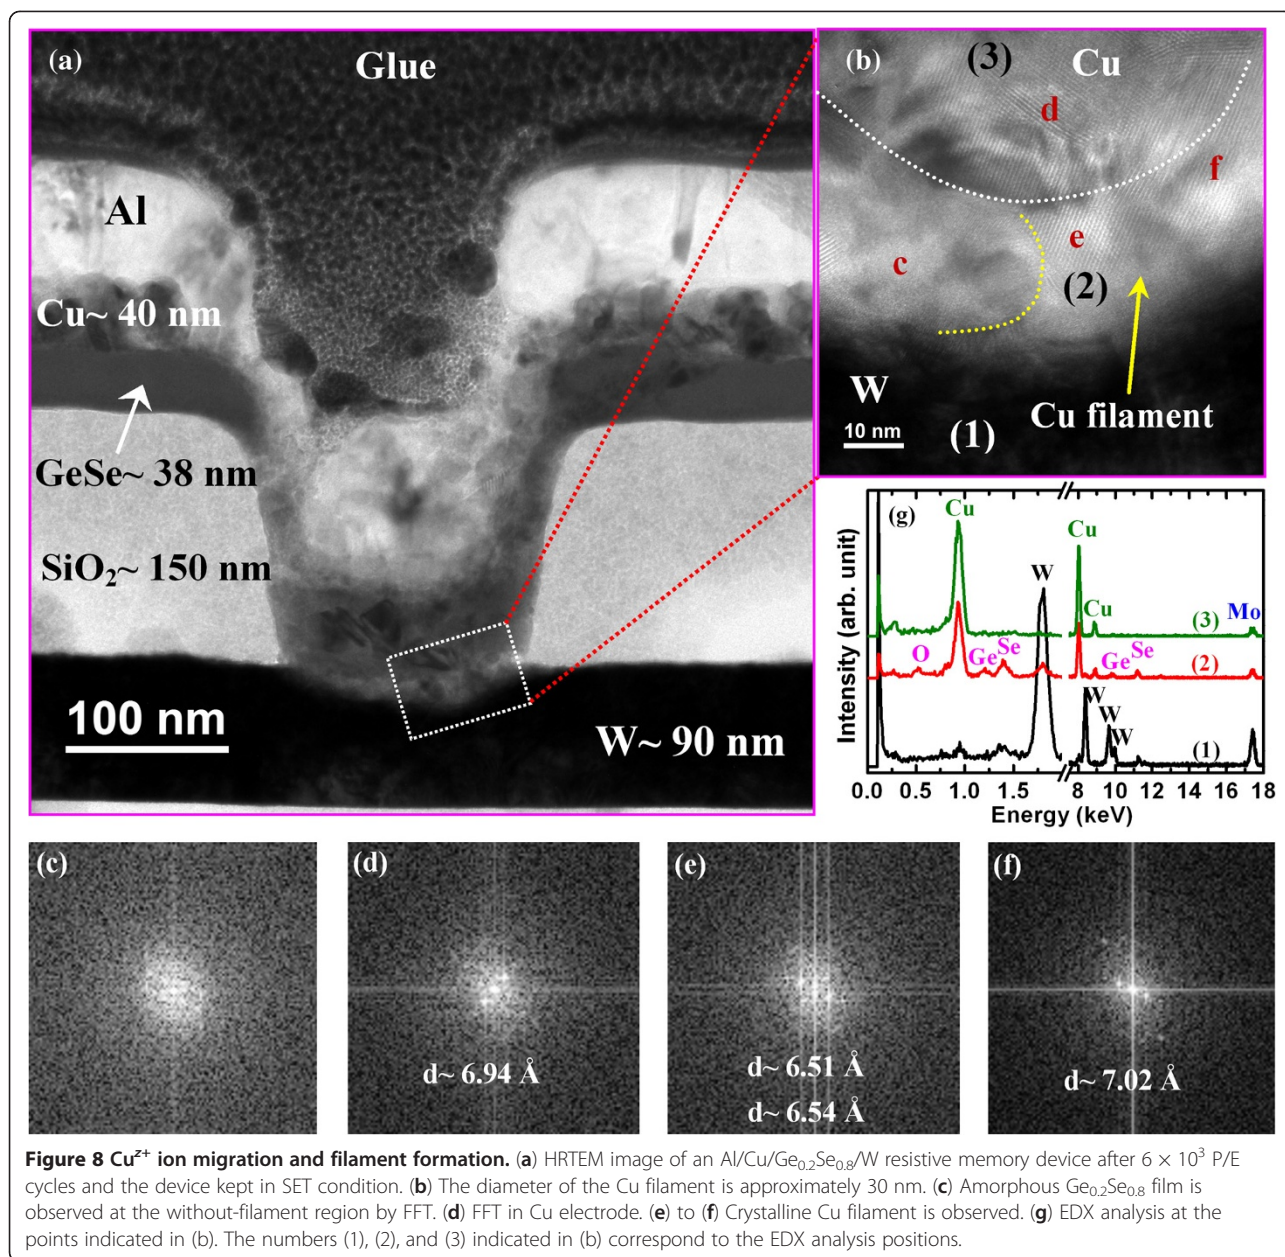 (a)
Glue
Al
Cu~ 40 nm
GeSe~ 38 nm
SiO₂~ 150 nm
100 nm
W~ 90 nm
(b)
(3)
Cu
d
f
e
c
(2)
W
10 nm
(1)
Cu filament
(g)
Intensity (arb. unit)
Cu
Cu
W
Cu
Mo
(3)
O
Ge
Se
Ge
Se
(2)
W
W
W
(1)
0.0 0.5 1.0 1.5 8 10 12 14 16 18
Energy (keV)
(c)
(d)
d~ 6.94 Å
(e)
d~ 6.51 Å
d~ 6.54 Å
(f)
d~ 7.02 Å
Figure 8 Cuᶻ⁺ ion migration and filament formation. (a) HRTEM image of an Al/Cu/Ge₀.₂Se₀.₈/W resistive memory device after 6 × 10³ P/E
cycles and the device kept in SET condition. (b) The diameter of the Cu filament is approximately 30 nm. (c) Amorphous Ge₀.₂Se₀.₈ film is
observed at the without-filament region by FFT. (d) FFT in Cu electrode. (e) to (f) Crystalline Cu filament is observed. (g) EDX analysis at the
points indicated in (b). The numbers (1), (2), and (3) indicated in (b) correspond to the EDX analysis positions.